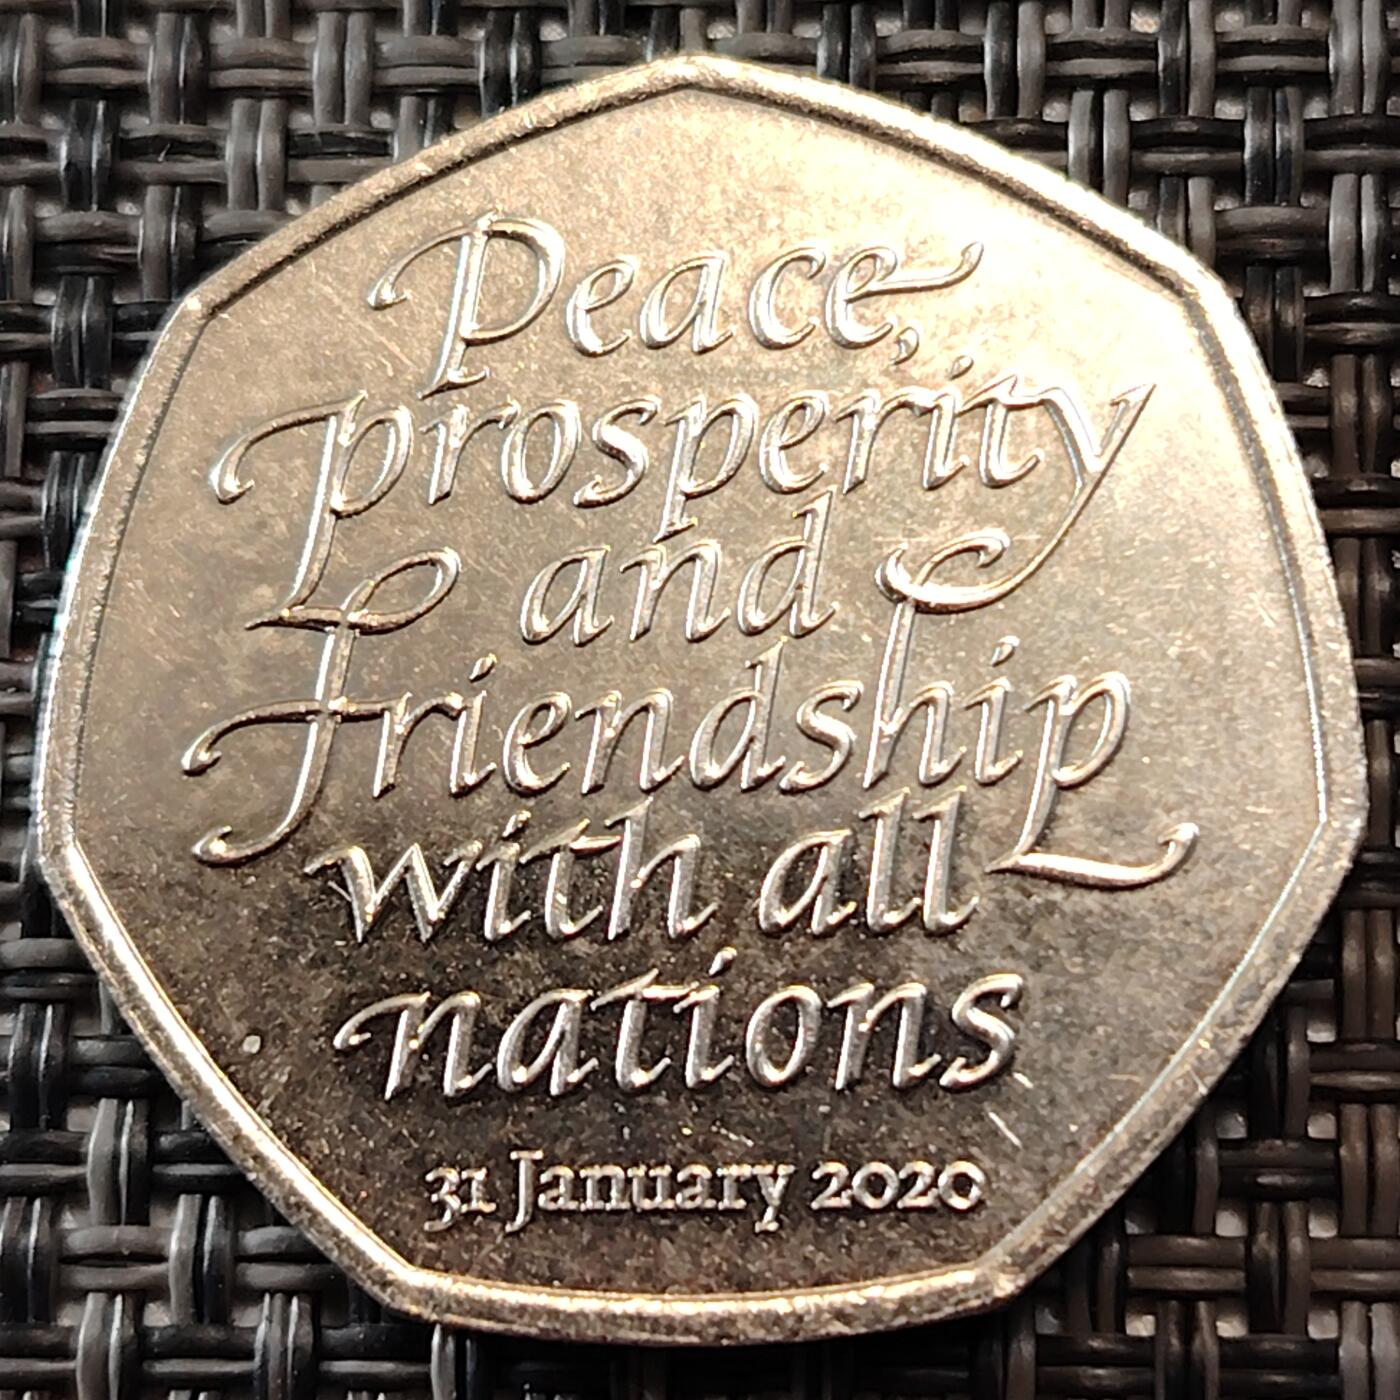 Peace,
prosperity
and
friendship
with all
nations
31 January 2020